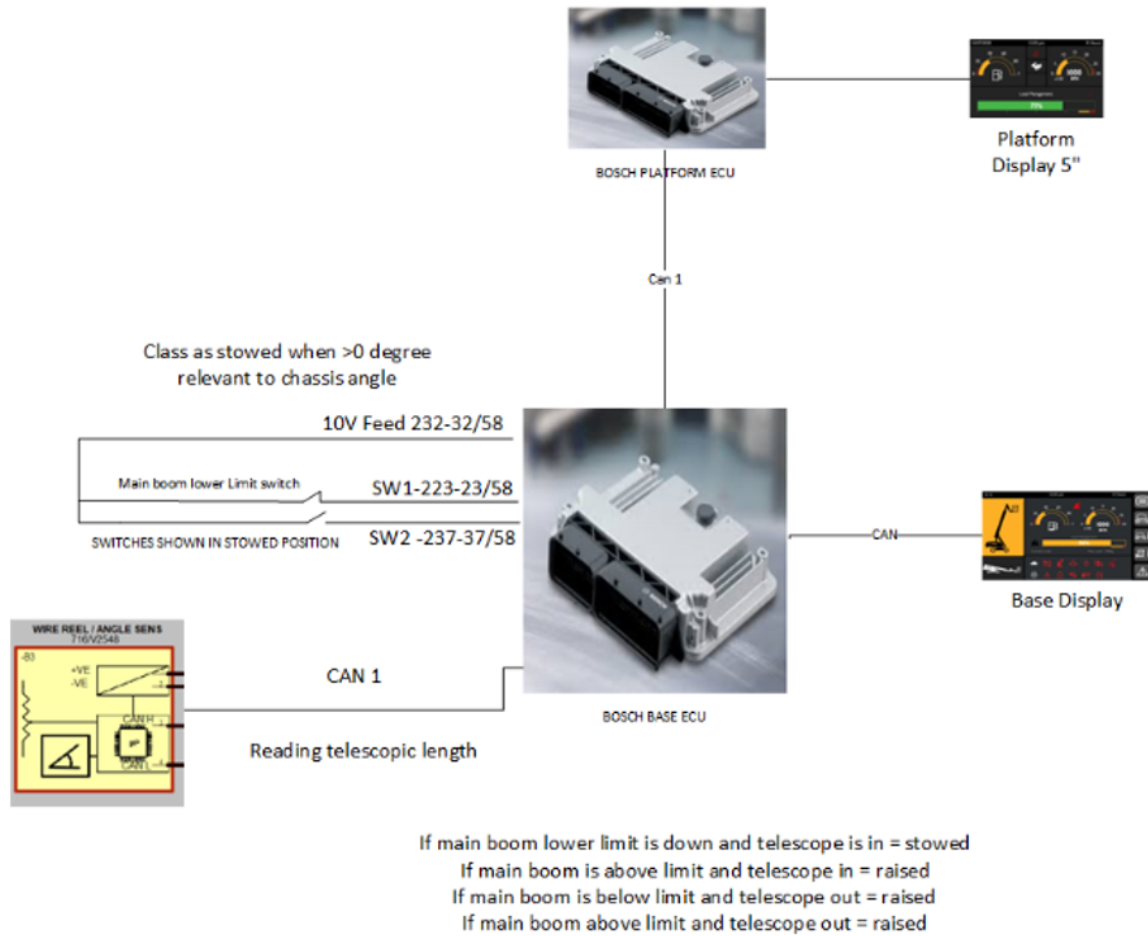 BOSCH PLATFORM ECU
Platform
Display 5"
Can 1
Class as stowed when >0 degree
relevant to chassis angle
10V Feed 232-32/58
Main boom lower Limit switch
SW1-223-23/58
SWITCHES SHOWN IN STOWED POSITION
SW2 -237-37/58
CAN
Base Display
WIRE REEL / ANGLE SENS
716/V2548
-B3
+VE
-VE
CAN H
CAN L
CAN 1
BOSCH BASE ECU
Reading telescopic length
If main boom lower limit is down and telescope is in = stowed
If main boom is above limit and telescope in = raised
If main boom is below limit and telescope out = raised
If main boom above limit and telescope out = raised